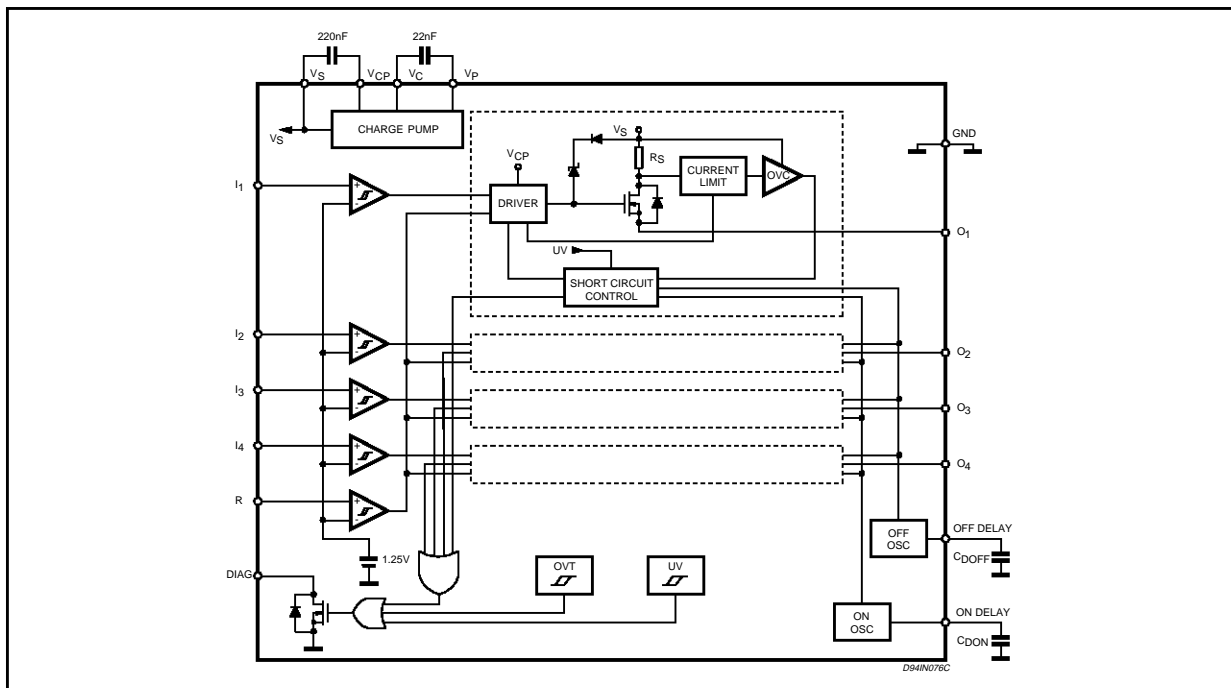 220nF 22nF
VS VCP VC VP
CHARGE PUMP
VS
GND
VS
RS
VCP
CURRENT LIMIT
OVC
I1
DRIVER
O1
UV
SHORT CIRCUIT CONTROL
I2
O2
I3
O3
I4
O4
R
OFF OSC
OFF DELAY
CDOFF
1.25V
DIAG
OVT
UV
ON OSC
ON DELAY
CDON
D94IN076C
+
-
+
-
+
-
+
-
+
-